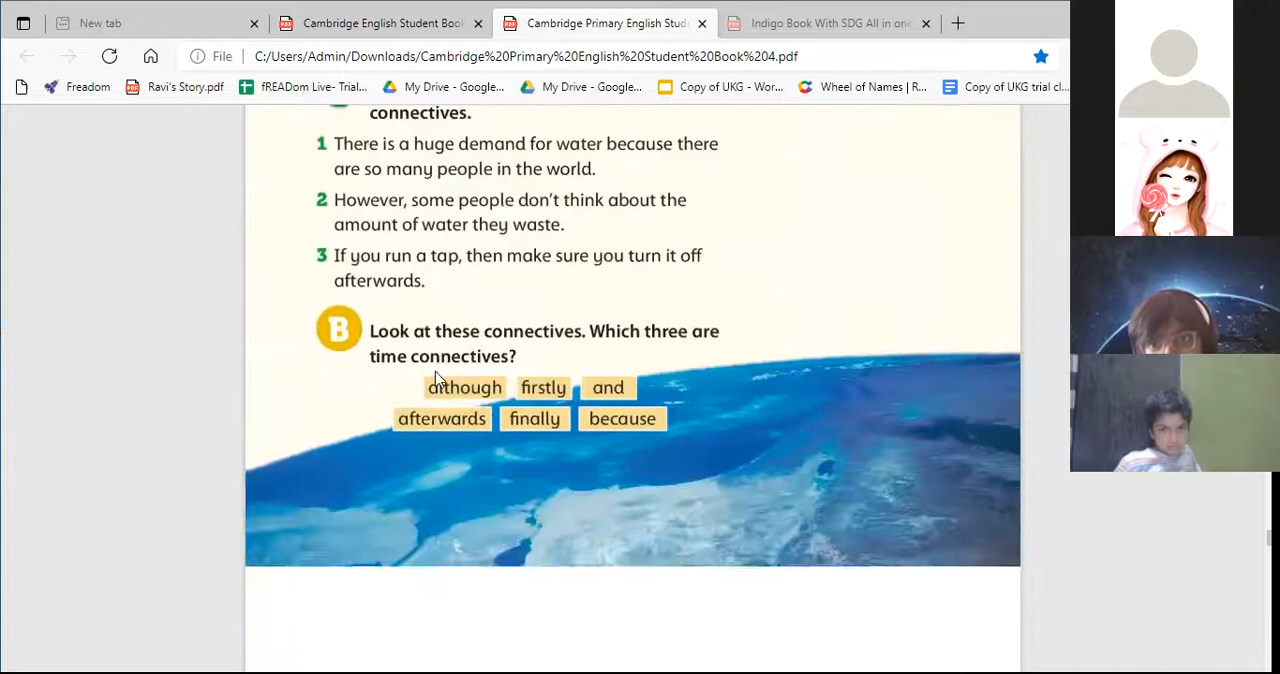 New tab
Cambridge English Student Boo
Cambridge Primary English Stud
Indigo Book With SDG All in one
File
C:/Users/Admin/Downloads/Cambridge%20Primary%20English%20Student%20Book%204.pdf
Freadom
Ravi's Story.pdf
fREADom Live- Trial...
My Drive - Google...
My Drive - Google...
Copy of UKG - Wor...
Wheel of Names | R...
Copy of UKG trial cl
connectives.
1 There is a huge demand for water because there
are so many people in the world.
2 However, some people don't think about the
amount of water they waste.
3 If you run a tap, then make sure you turn it off
afterwards.
B Look at these connectives. Which three are
time connectives?
although firstly and
afterwards finally because